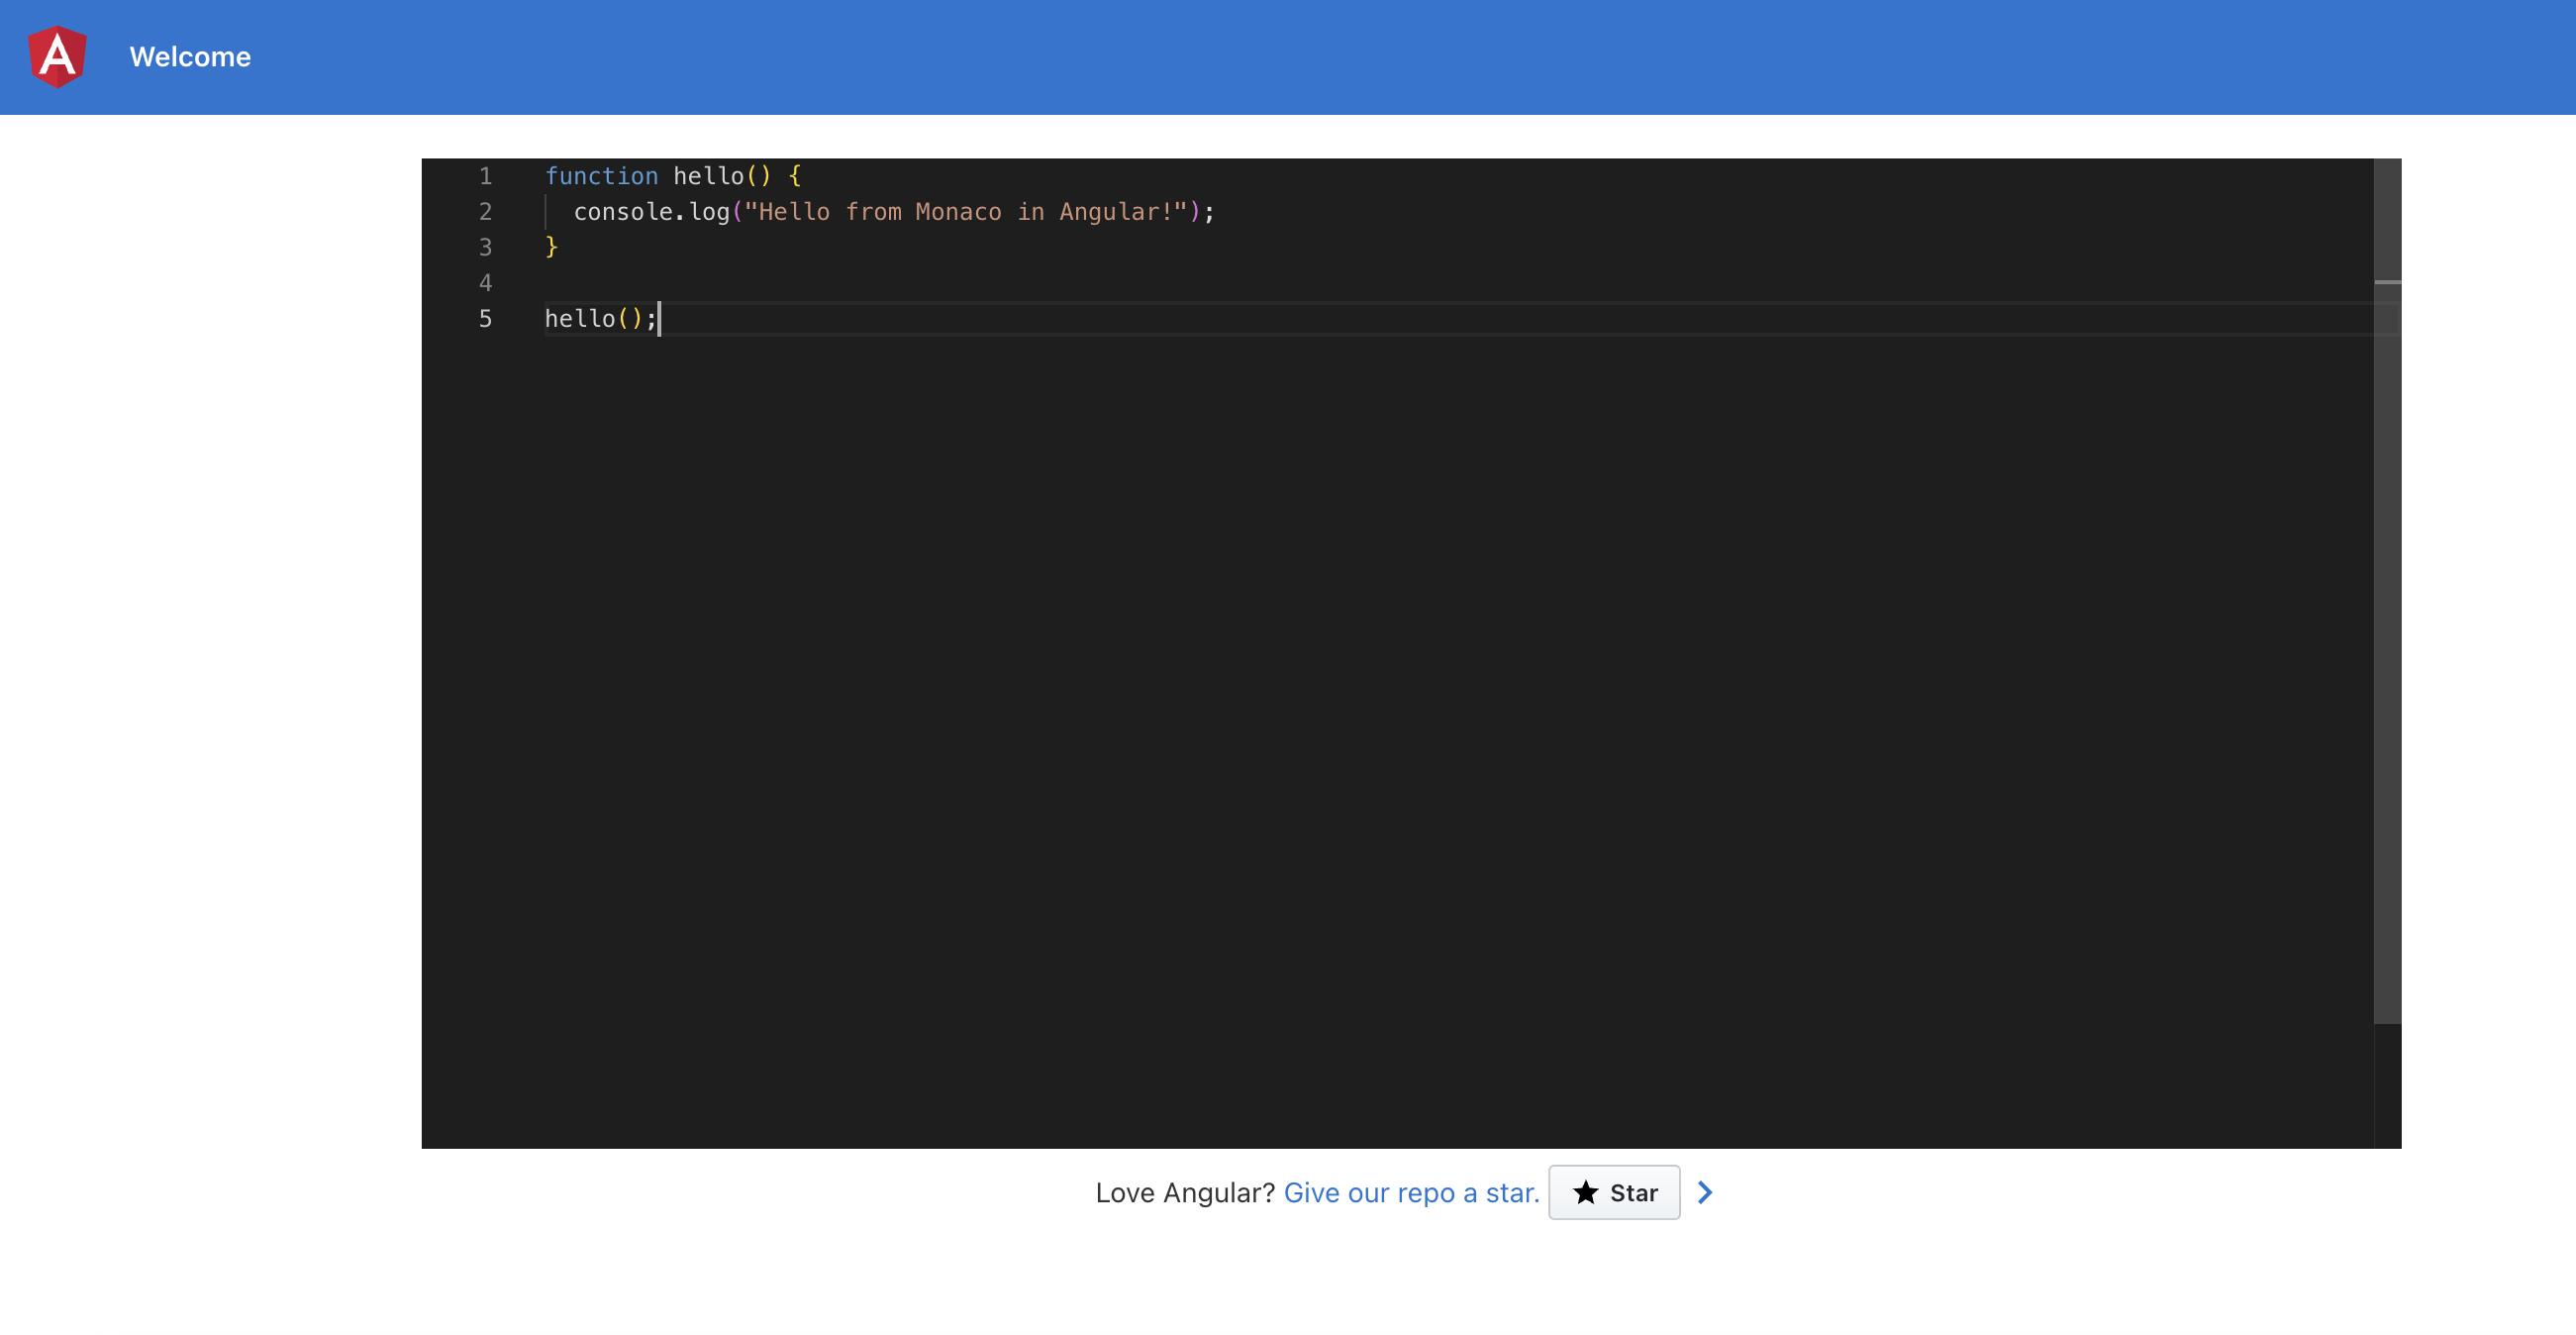 Welcome
1 function hello() {
2 console.log("Hello from Monaco in Angular!");
3 }
4
5 hello();
Love Angular? Give our repo a star. Star